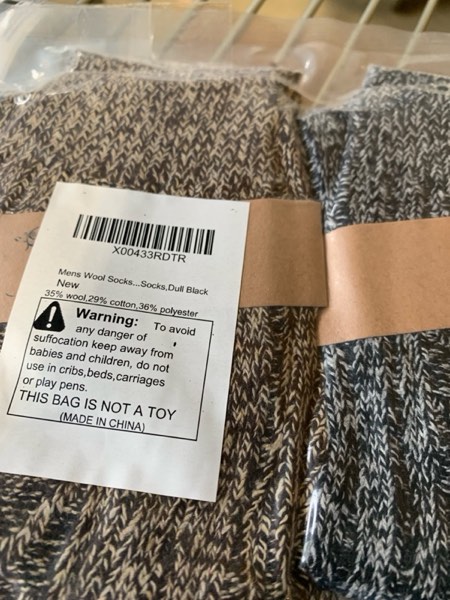 X00433RDTR
Mens Wool Socks...Socks,Dull Black
New
35% wool,29% cotton,36% polyester
Warning: To avoid
any danger of
suffocation keep away from
babies and children, do not
use in cribs,beds,carriages
or play pens.
THIS BAG IS NOT A TOY
(MADE IN CHINA)